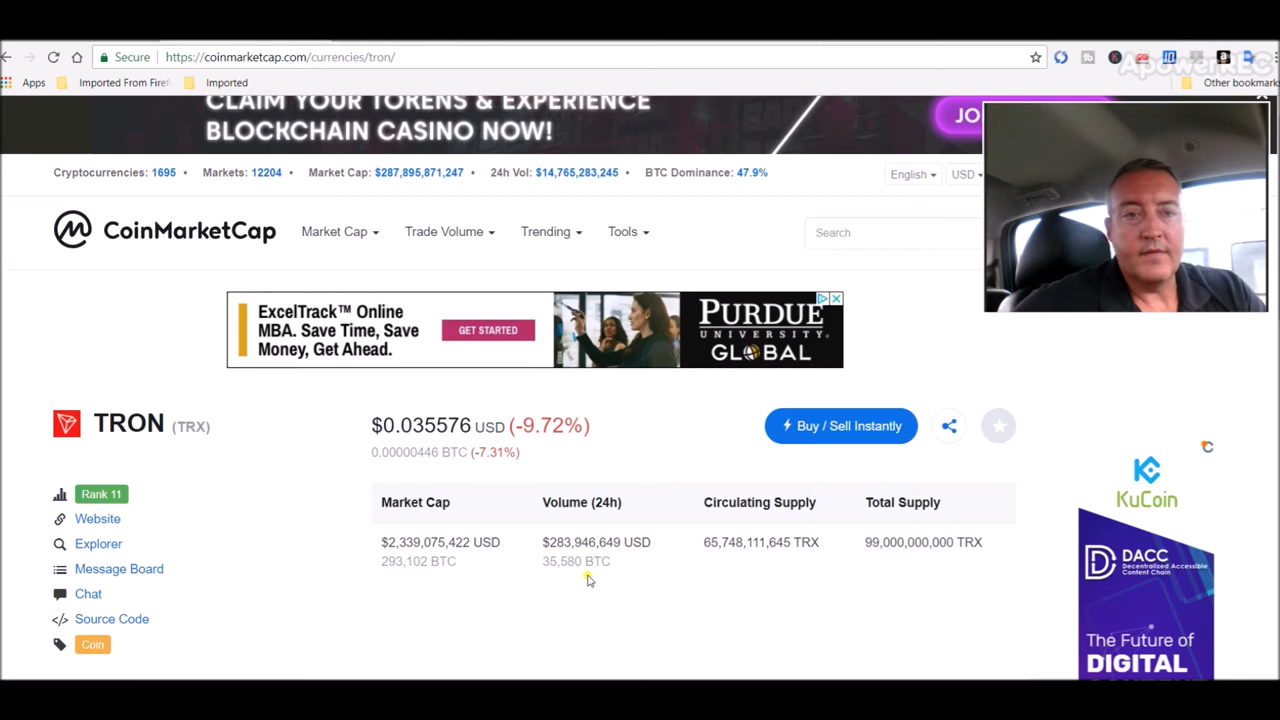 ApowerREC
Secure https://coinmarketcap.com/currencies/tron/
Apps Imported From Firef Imported Other bookmark
CLAIM YOUR TOKENS & EXPERIENCE
BLOCKCHAIN CASINO NOW!
JO
Cryptocurrencies: 1695 • Markets: 12204 • Market Cap: $287,895,871,247 • 24h Vol: $14,765,283,245 • BTC Dominance: 47.9%
English USD
CoinMarketCap Market Cap Trade Volume Trending Tools Search
ExcelTrack™ Online
MBA. Save Time, Save
Money, Get Ahead.
GET STARTED
PURDUE
UNIVERSITY
GLOBAL
TRON (TRX) $0.035576 USD (-9.72%) Buy / Sell Instantly
0.00000446 BTC (-7.31%)
Rank 11
Website
Explorer
Message Board
Chat
Source Code
Coin
Market Cap Volume (24h) Circulating Supply Total Supply
$2,339,075,422 USD $283,946,649 USD 65,748,111,645 TRX 99,000,000,000 TRX
293,102 BTC 35,580 BTC
KUCOIN
DACC
Decentralized Accessible
Content Chain
The Future of
DIGITAL